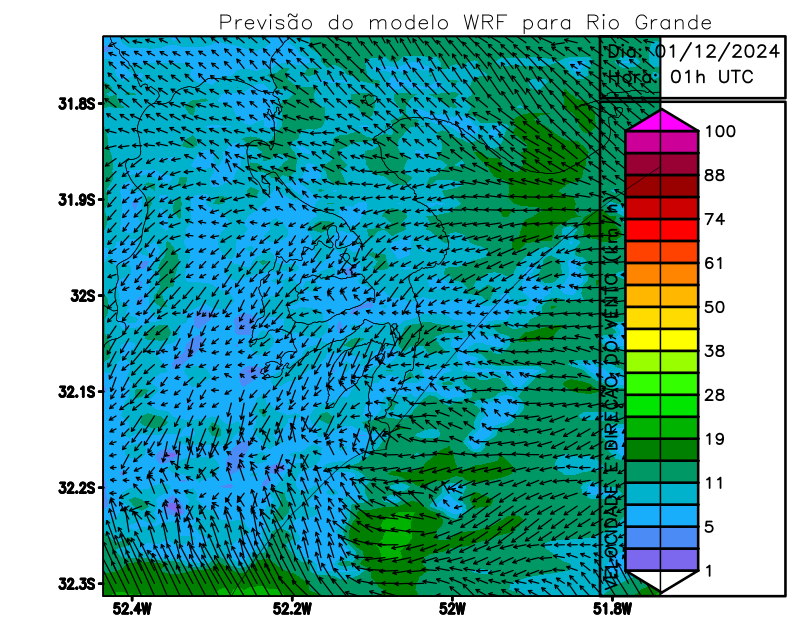 Previsão do modelo WRF para Rio Grande
Dia: 01/12/2024
Hora: 01h UTC
31.8S
31.9S
32S
32.1S
32.2S
32.3S
52.4W
52.2W
52W
51.8W
VELOCIDADE E DIREÇÃO DO VENTO (km/h)
100
88
74
61
50
38
28
19
11
5
1